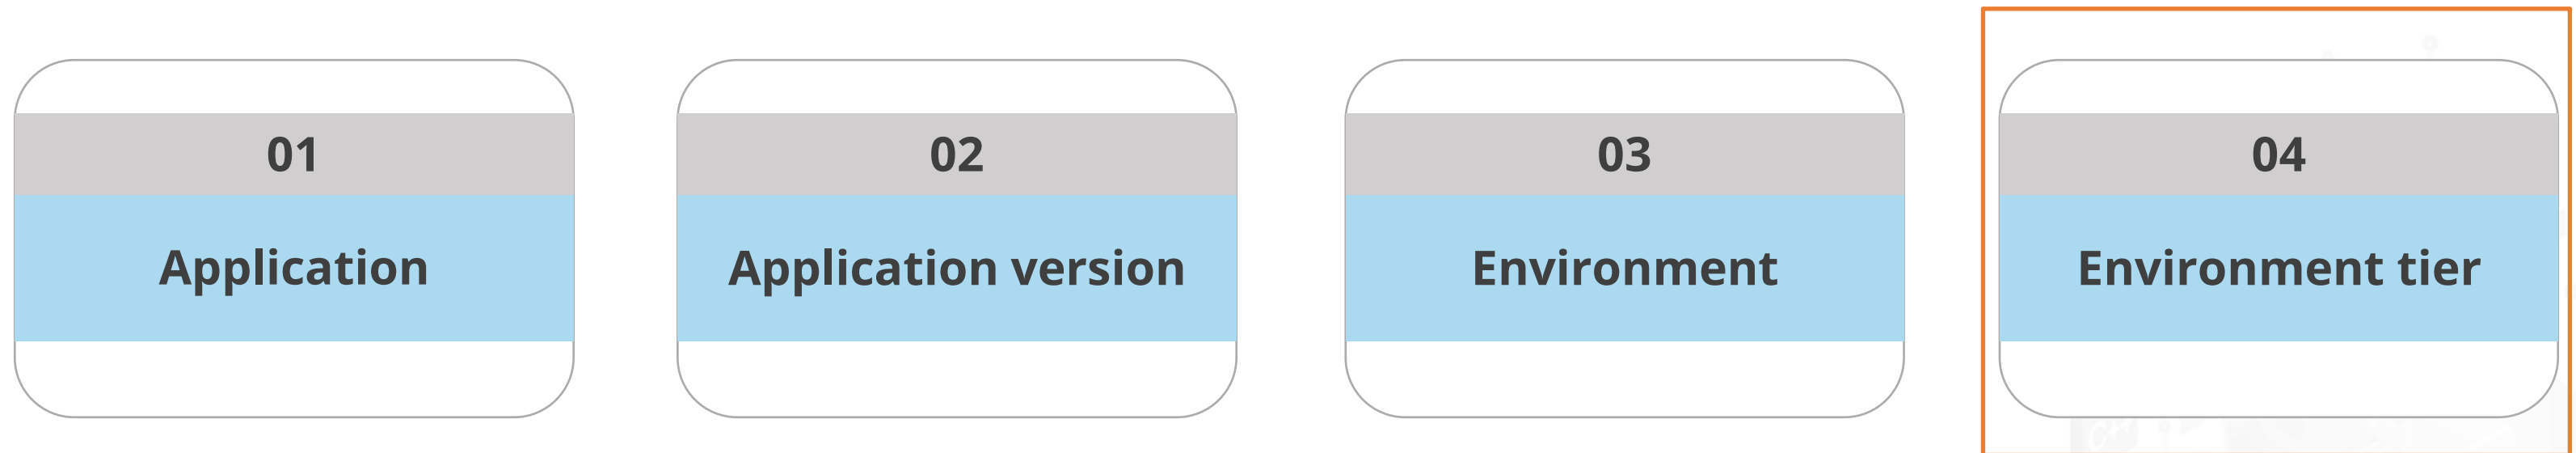 01
Application
02
Application version
03
Environment
04
Environment tier